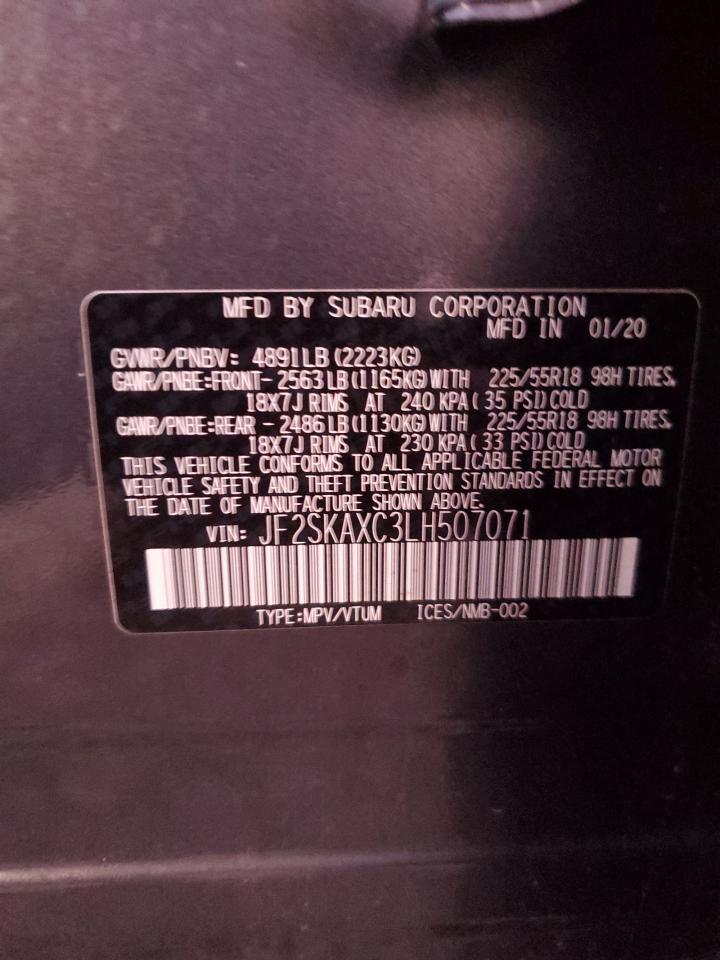 MFD BY SUBARU CORPORATION
MFD IN 01/20
GVWR/PNBV: 4891LB(2223KG)
GAWR/PNBE:FRONT- 2563LB(1165KG)WITH 225/55R18 98H TIRES,
18X7J RIMS AT 240 KPA( 35 PSI)COLD
GAWR/PNBE:REAR - 2486LB(1130KG)WITH 225/55R18 98H TIRES,
18X7J RIMS AT 230 KPA( 33 PSI)COLD
THIS VEHICLE CONFORMS TO ALL APPLICABLE FEDERAL MOTOR
VEHICLE SAFETY AND THEFT PREVENTION STANDARDS IN EFFECT ON
THE DATE OF MANUFACTURE SHOWN ABOVE.
VIN: JF2SKAXC3LH507071
TYPE:MPV/VTUM ICES/NMB-002